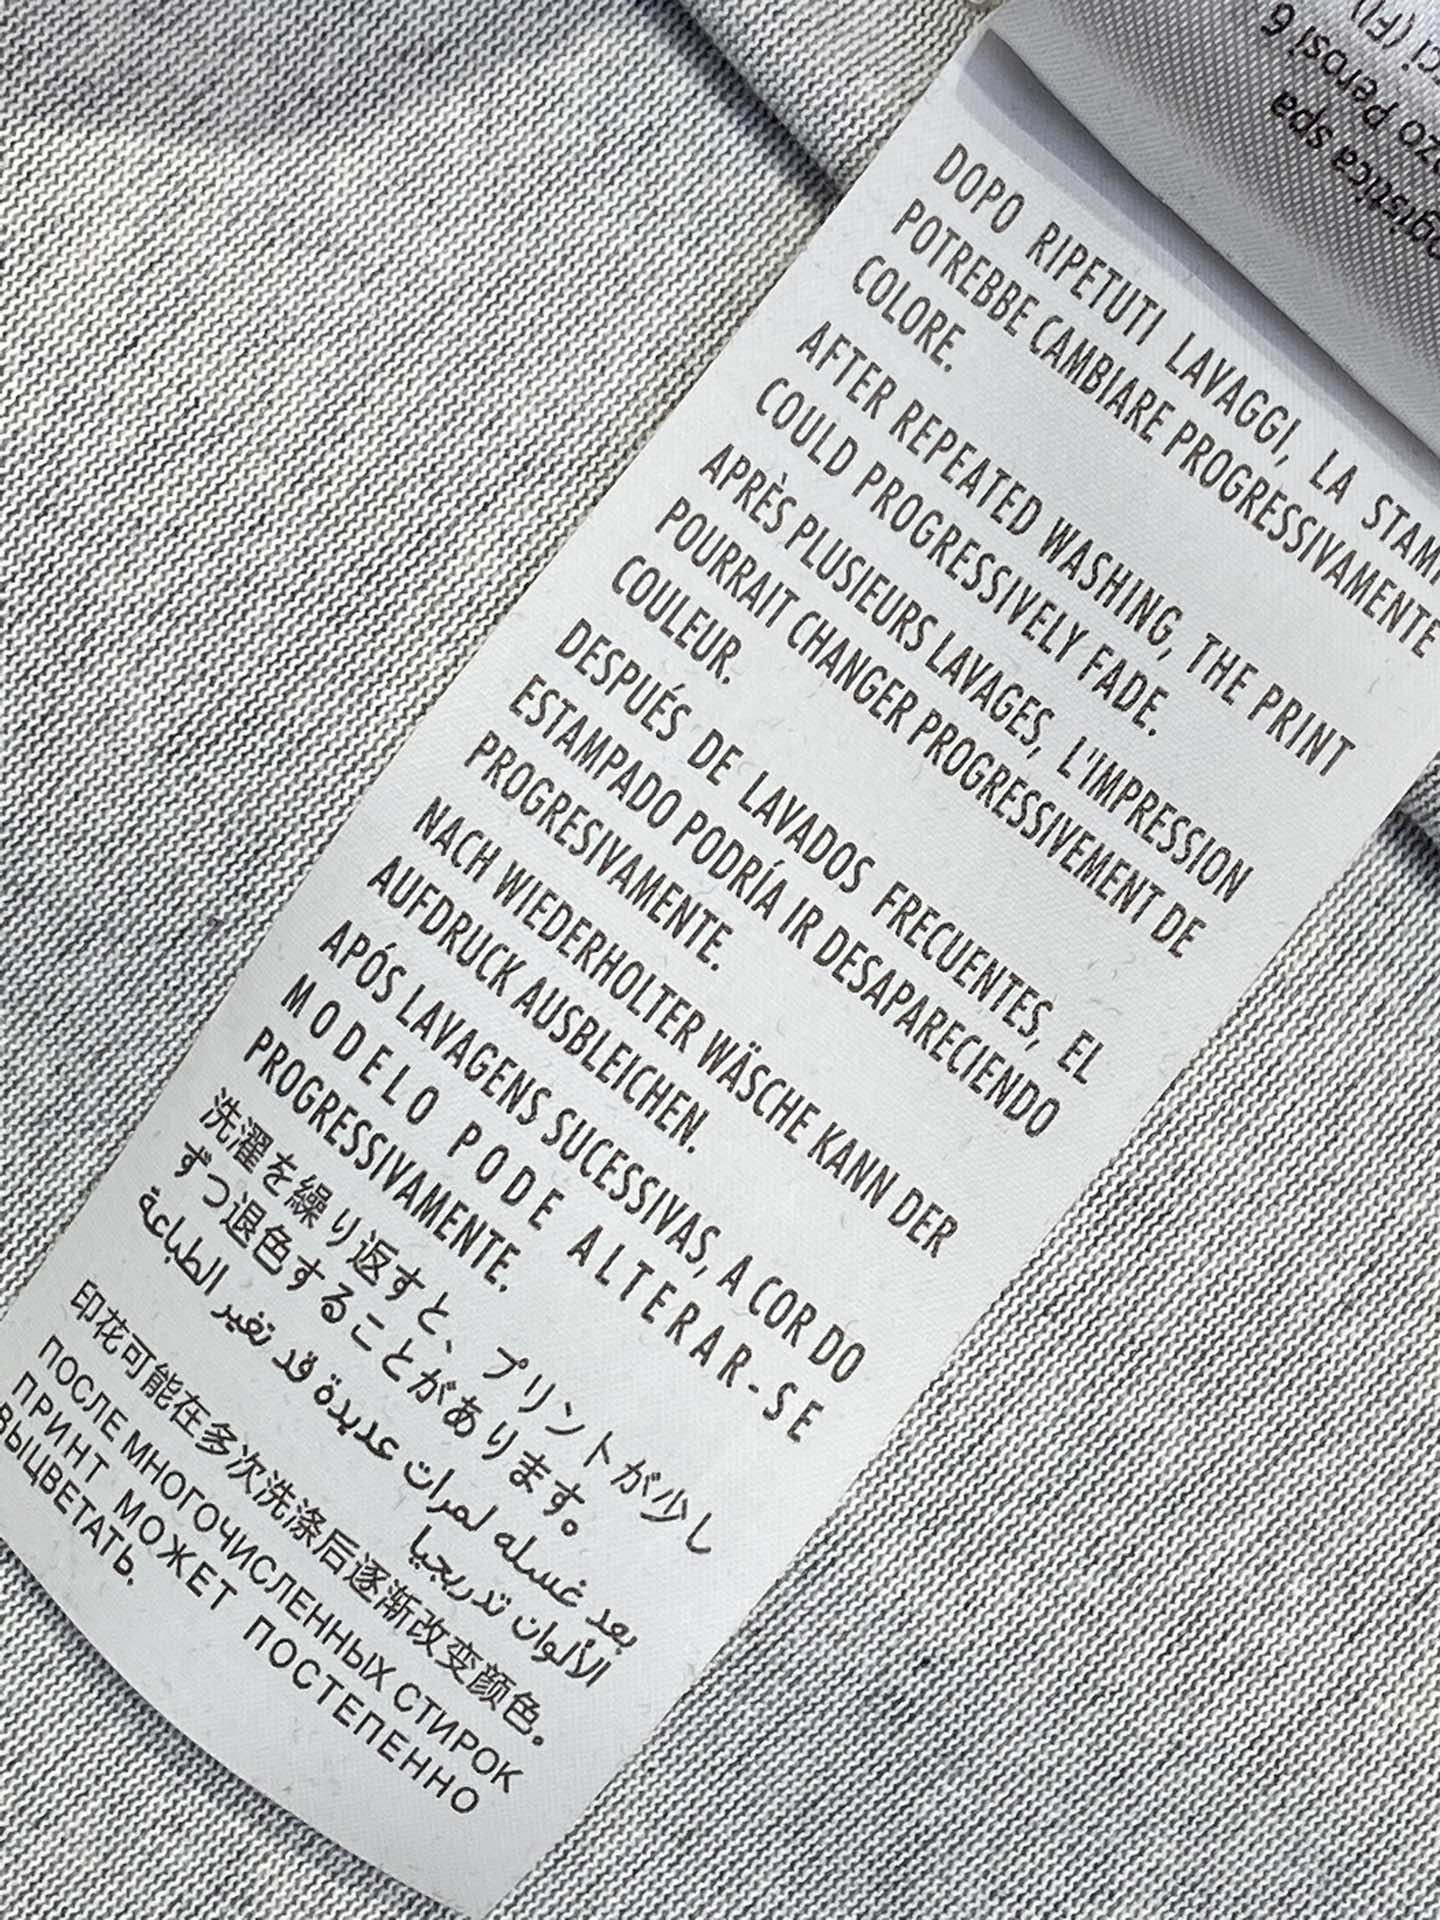 DOPO RIPETUTI LAVAGGI, LA
POTREBBE CAMBIARE PROGRESSIVAMENTE
COLORE.
AFTER REPEATED WASHING, THE PRINT
COULD PROGRESSIVELY FADE.
APRÈS PLUSIEURS LAVAGES, L'IMPRESSION
POURRAIT CHANGER PROGRESSIVEMENT DE
COULEUR.
DESPUÉS DE LAVADOS FRECUENTES, EL
ESTAMPADO PODRÍA IR DESAPARECIENDO
PROGRESIVAMENTE.
NACH WIEDERHOLTER WÄSCHE KANN DER
AUFDRUCK AUSBLEICHEN.
APÓS LAVAGENS SUCESSIVAS, A COR DO
MODELO PODE ALTERAR-SE
PROGRESSIVAMENTE.
洗濯を繰り返すと、プリントが少し
ずつ退色することがあります。
بعد غسله لمرات عديدة قد تغير الطباعة
الألوان تدريجيا
印花可能在多次洗涤后逐渐改变颜色。
ПОСЛЕ МНОГОЧИСЛЕННЫХ СТИРОК
ПРИНТ МОЖЕТ ПОСТЕПЕННО
ВЫЦВЕТАТЬ.
spa
Perosi 6
(FI)